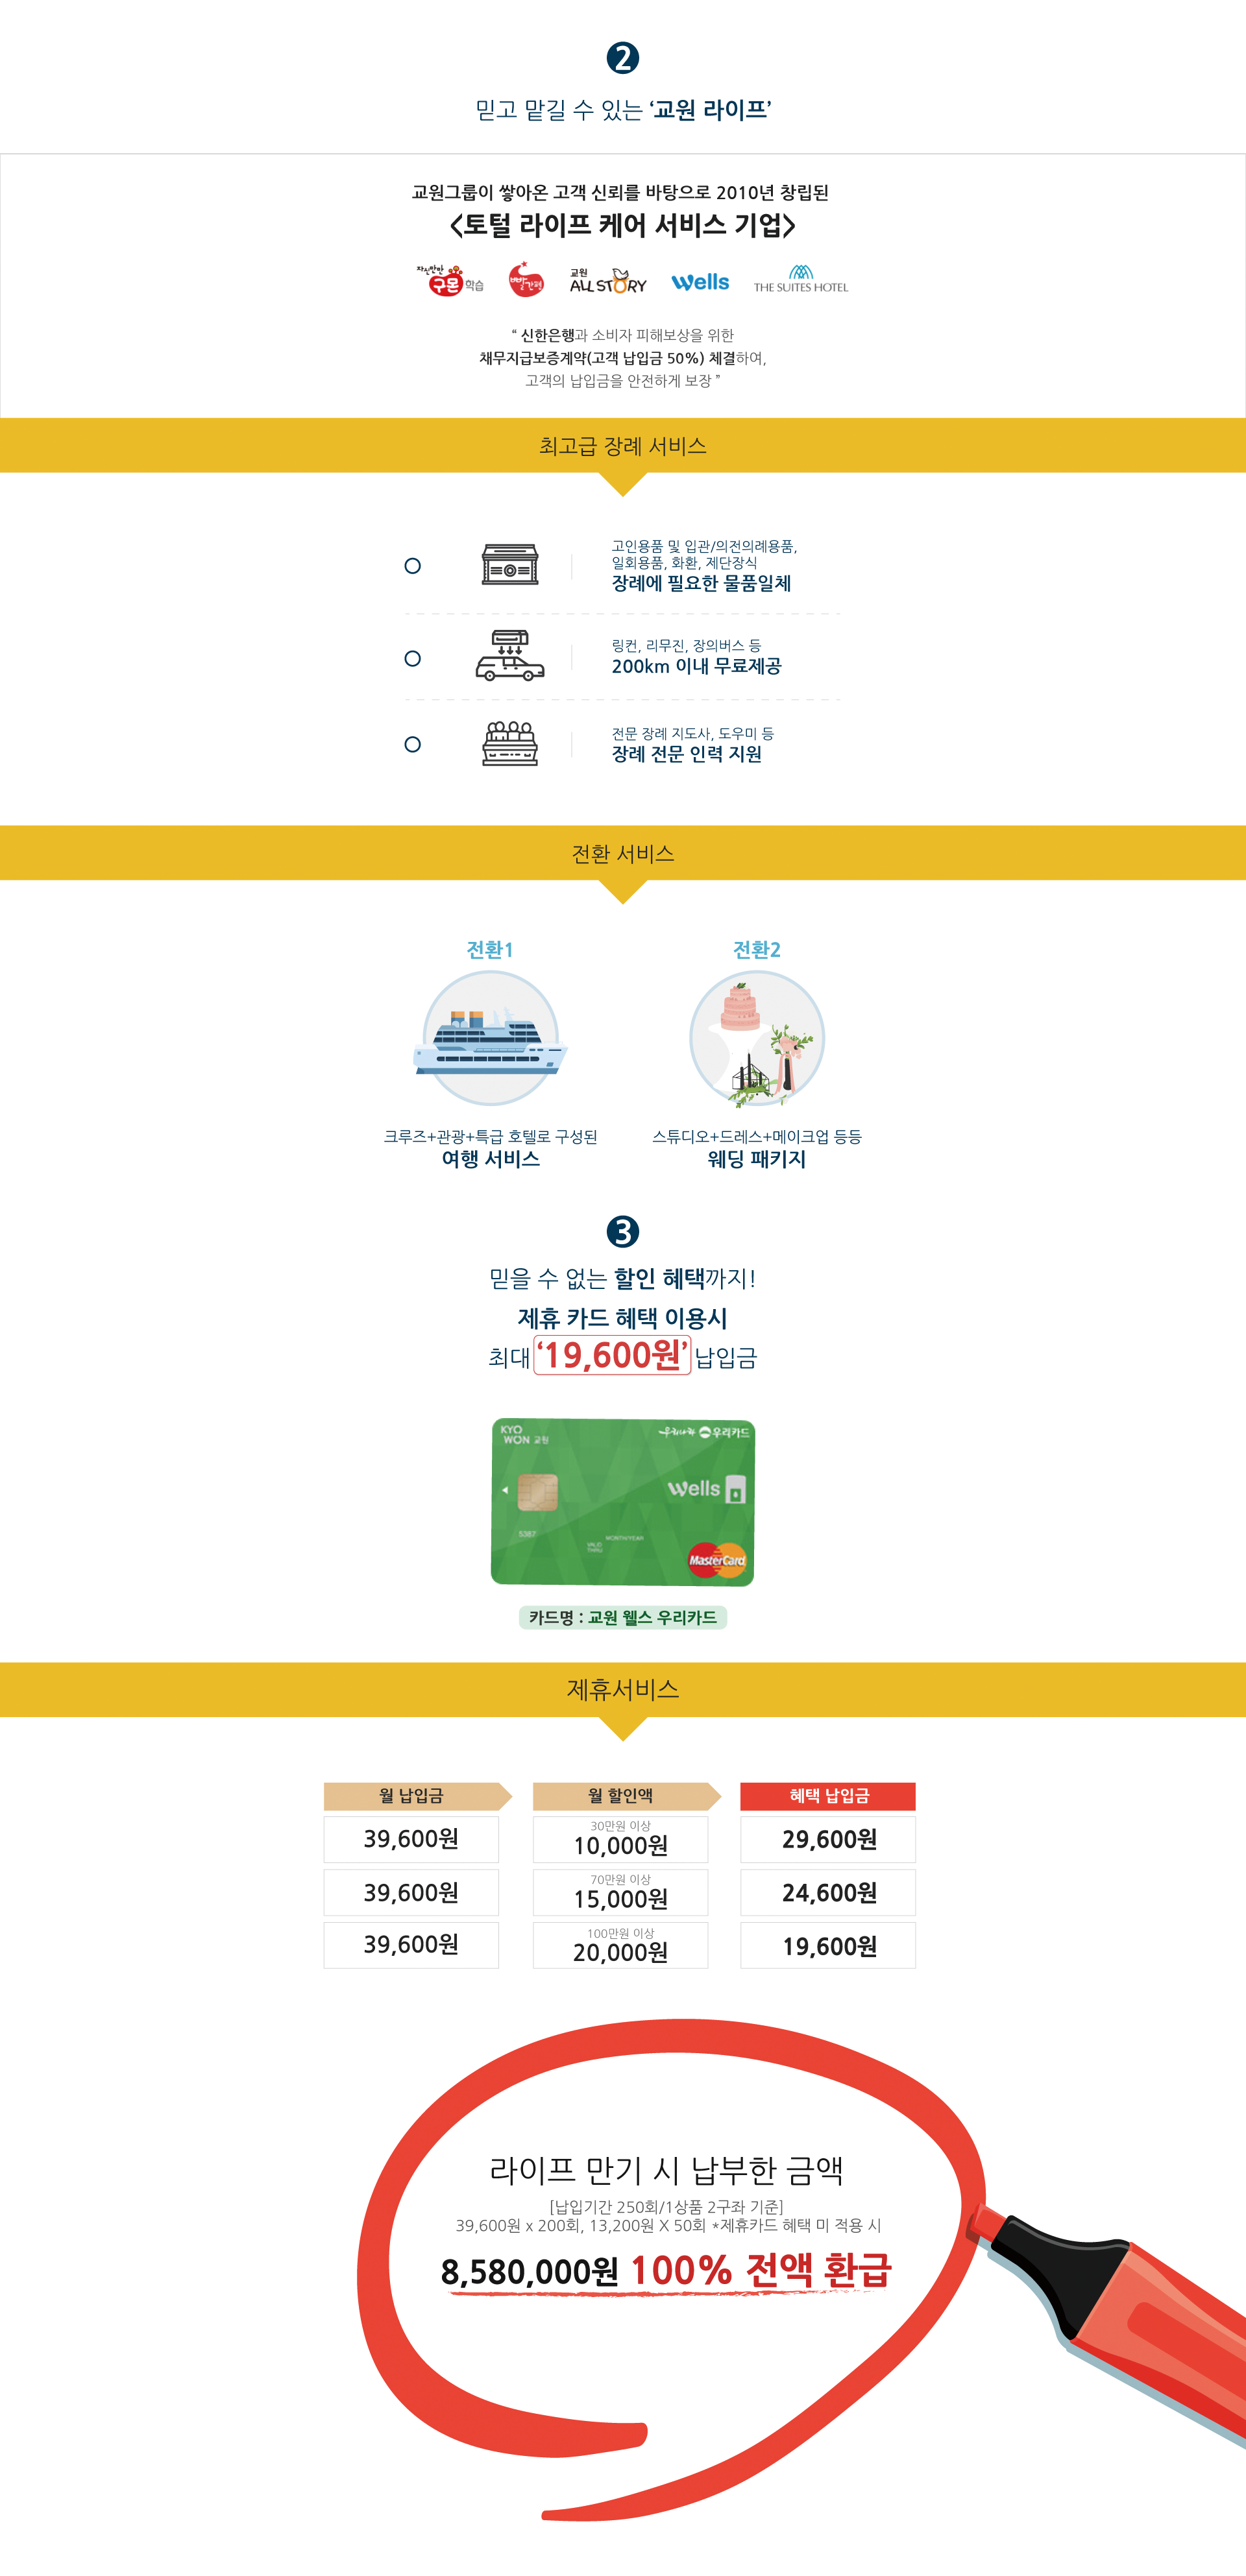 2
믿고 맡길 수 있는 ‘교원 라이프’
교원그룹이 쌓아온 고객 신뢰를 바탕으로 2010년 창립된
<토털 라이프 케어 서비스 기업>
자신만만 구몬 학습
빨간펜
교원 ALL STORY
Wells
THE SUITES HOTEL
“ 신한은행과 소비자 피해보상을 위한
채무지급보증계약(고객 납입금 50%) 체결하여,
고객의 납입금을 안전하게 보장 ”
최고급 장례 서비스
고인용품 및 입관/의전의례용품,
일회용품, 화환, 제단장식
장례에 필요한 물품일체
링컨, 리무진, 장의버스 등
200km 이내 무료제공
전문 장례 지도사, 도우미 등
장례 전문 인력 지원
전환 서비스
전환1
전환2
크루즈+관광+특급 호텔로 구성된
여행 서비스
스튜디오+드레스+메이크업 등등
웨딩 패키지
3
믿을 수 없는 할인 혜택까지!
제휴 카드 혜택 이용시
최대 ‘19,600원’ 납입금
KYO
WON 교원
우리카드
Wells
5387
MONTH/YEAR
VALID
THRU
MasterCard
카드명 : 교원 웰스 우리카드
제휴서비스
월 납입금
월 할인액
혜택 납입금
39,600원
30만원 이상
10,000원
29,600원
39,600원
70만원 이상
15,000원
24,600원
39,600원
100만원 이상
20,000원
19,600원
라이프 만기 시 납부한 금액
[납입기간 250회/1상품 2구좌 기준]
39,600원 x 200회, 13,200원 X 50회 *제휴카드 혜택 미 적용 시
8,580,000원 100% 전액 환급